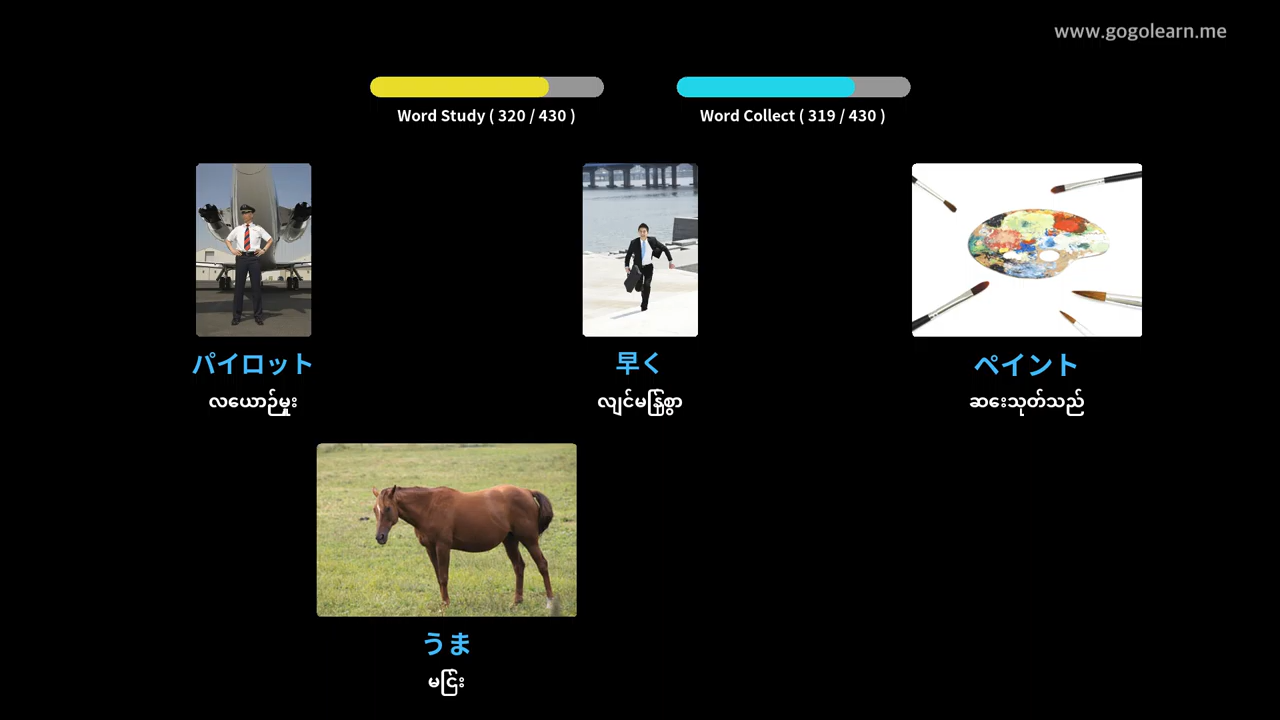 www.gogolearn.me
Word Study ( 320 / 430 )
Word Collect ( 319 / 430 )
パイロット
လယောဉ်မှူး
早く
လျင်မြန်စွာ
ペイント
ဆေးသုတ်သည်
うま
မြင်း